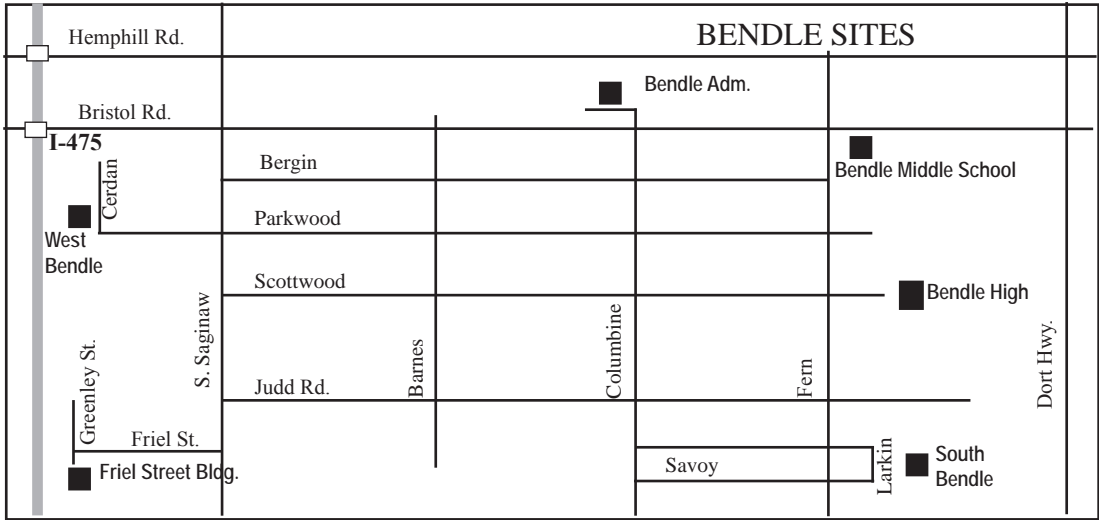 Hemphill Rd.
BENDLE SITES
Bendle Adm.
Bristol Rd.
I-475
Cerdan
Bergin
Bendle Middle School
Parkwood
West
Bendle
Scottwood
Bendle High
S. Saginaw
Greenley St.
Barnes
Columbine
Fern
Dort Hwy.
Judd Rd.
Friel St.
Friel Street Bldg.
Savoy
Larkin
South
Bendle